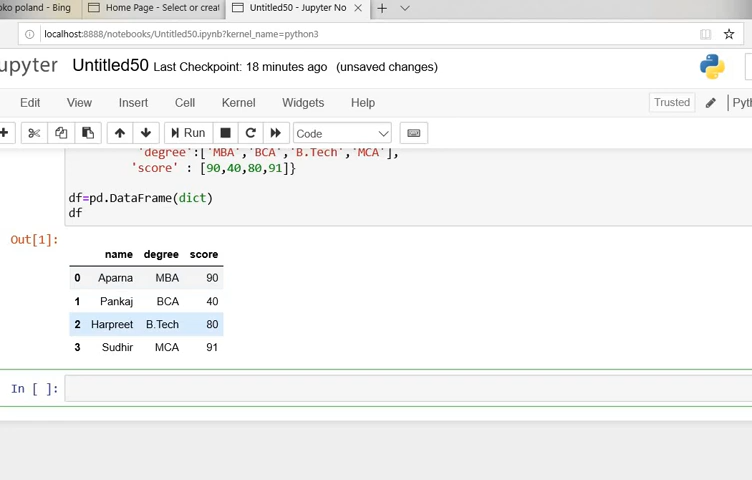 oko poland - Bing
Home Page - Select or creat
Untitled50 - Jupyter No
localhost:8888/notebooks/Untitled50.ipynb?kernel_name=python3
upyter Untitled50 Last Checkpoint: 18 minutes ago (unsaved changes)
Edit View Insert Cell Kernel Widgets Help Trusted Pyth
Run Code
'degree':['MBA','BCA','B.Tech','MCA'],
'score' : [90,40,80,91]}
df=pd.DataFrame(dict)
df
Out[1]:
name degree score
0 Aparna MBA 90
1 Pankaj BCA 40
2 Harpreet B.Tech 80
3 Sudhir MCA 91
In [ ]: